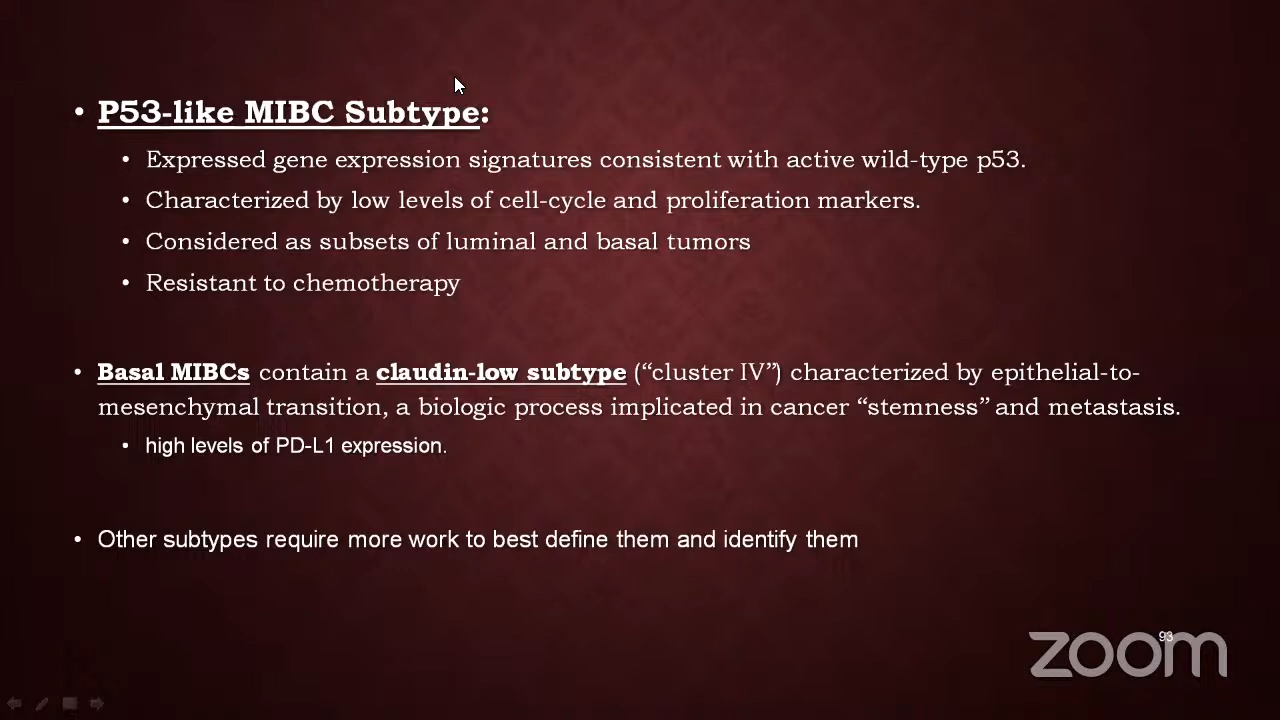 • P53-like MIBC Subtype:
• Expressed gene expression signatures consistent with active wild-type p53.
• Characterized by low levels of cell-cycle and proliferation markers.
• Considered as subsets of luminal and basal tumors
• Resistant to chemotherapy
• Basal MIBCs contain a claudin-low subtype (“cluster IV”) characterized by epithelial-to-
mesenchymal transition, a biologic process implicated in cancer “stemness” and metastasis.
• high levels of PD-L1 expression.
• Other subtypes require more work to best define them and identify them
93
zoom